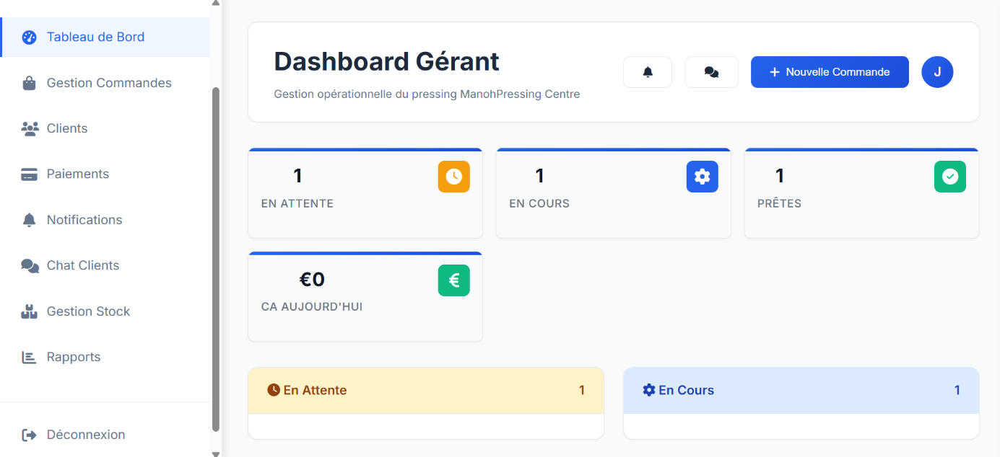 Tableau de Bord
Gestion Commandes
Clients
Paiements
Notifications
Chat Clients
Gestion Stock
Rapports
Déconnexion
Dashboard Gérant
Gestion opérationnelle du pressing ManohPressing Centre
+ Nouvelle Commande
J
1
EN ATTENTE
1
EN COURS
1
PRÊTES
€0
€
CA AUJOURD'HUI
En Attente 1
En Cours 1